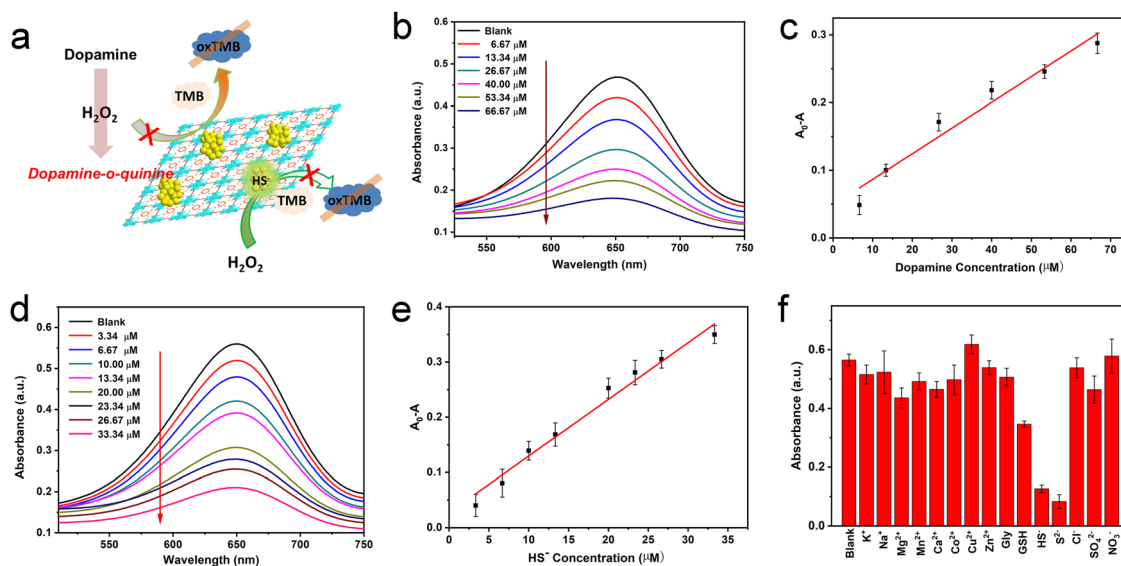 a
Dopamine
H₂O₂
Dopamine-o-quinine
oxTMB
TMB
HS⁻
TMB
oxTMB
H₂O₂
b
Absorbance (a.u.)
0.6
0.5
0.4
0.3
0.2
0.1
Blank
6.67 μM
13.34 μM
26.67 μM
40.00 μM
53.34 μM
66.67 μM
550 600 650 700 750
Wavelength (nm)
c
A₀-A
0.3
0.2
0.1
0.0
0 10 20 30 40 50 60 70
Dopamine Concentration (μM)
d
Absorbance (a.u.)
0.6
0.5
0.4
0.3
0.2
0.1
Blank
3.34 μM
6.67 μM
10.00 μM
13.34 μM
20.00 μM
23.34 μM
26.67 μM
33.34 μM
550 600 650 700 750
Wavelength (nm)
e
A₀-A
0.4
0.3
0.2
0.1
0.0
0 5 10 15 20 25 30 35
HS⁻ Concentration (μM)
f
Absorbance (a.u.)
0.8
0.6
0.4
0.2
0.0
Blank
K⁺
Na⁺
Mg²⁺
Mn²⁺
Ca²⁺
Co²⁺
Cu²⁺
Zn²⁺
Gly
GSH
HS⁻
S²⁻
Cl⁻
SO₄²⁻
NO₃⁻